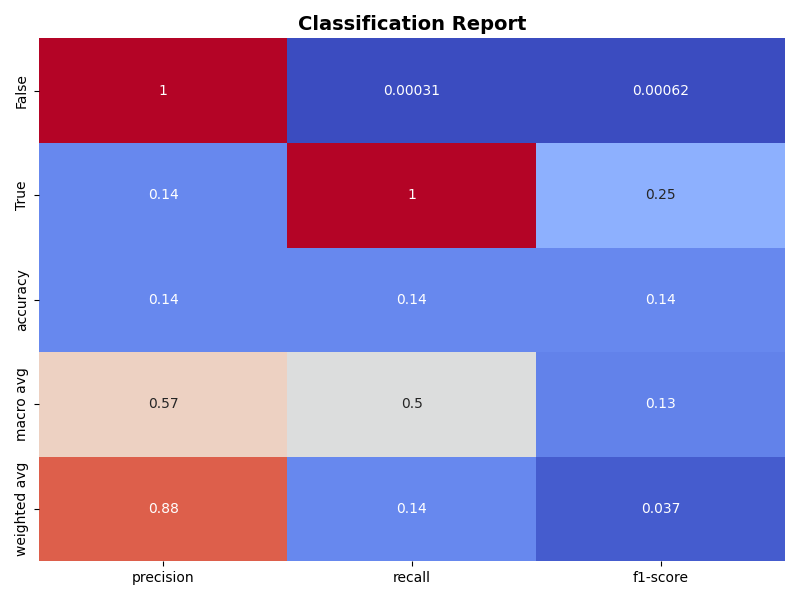 Classification Report
False 1 0.00031 0.00062
True 0.14 1 0.25
accuracy 0.14 0.14 0.14
macro avg 0.57 0.5 0.13
weighted avg 0.88 0.14 0.037
precision recall f1-score